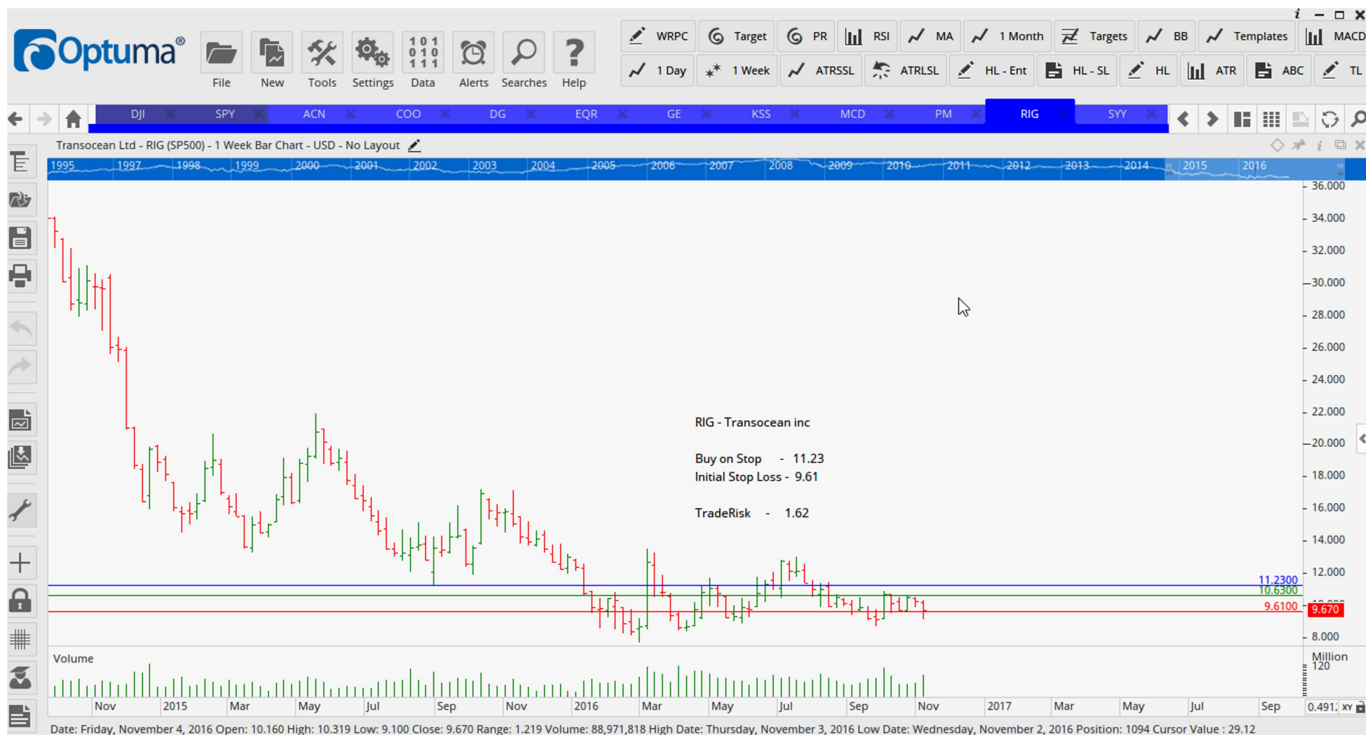 i
Optuma®
File New Tools Settings Data Alerts Searches Help
WRPC Target PR RSI MA 1 Month Targets BB Templates MACD
1 Day 1 Week ATRSSL ATRLSL HL - Ent HL - SL HL ATR ABC TL
DJI SPY ACN COO DG EQR GE KSS MCD PM RIG SYY
Transocean Ltd - RIG (SP500) - 1 Week Bar Chart - USD - No Layout
1995 1997 1998 1999 2000 2001 2002 2003 2004 2005 2006 2007 2008 2009 2010 2011 2012 2013 2014 2015 2016
36.000
34.000
32.000
30.000
28.000
26.000
24.000
22.000
20.000
18.000
16.000
14.000
12.000
8.000
RIG - Transocean inc
Buy on Stop - 11.23
Initial Stop Loss - 9.61
TradeRisk - 1.62
11.2300
10.6300
9.6100
9.670
Volume
Million
120
Nov 2015 Mar May Jul Sep Nov 2016 Mar May Jul Sep Nov 2017 Mar May Jul Sep
XY
Date: Friday, November 4, 2016 Open: 10.160 High: 10.319 Low: 9.100 Close: 9.670 Range: 1.219 Volume: 88,971,818 High Date: Thursday, November 3, 2016 Low Date: Wednesday, November 2, 2016 Position: 1094 Cursor Value : 29.12